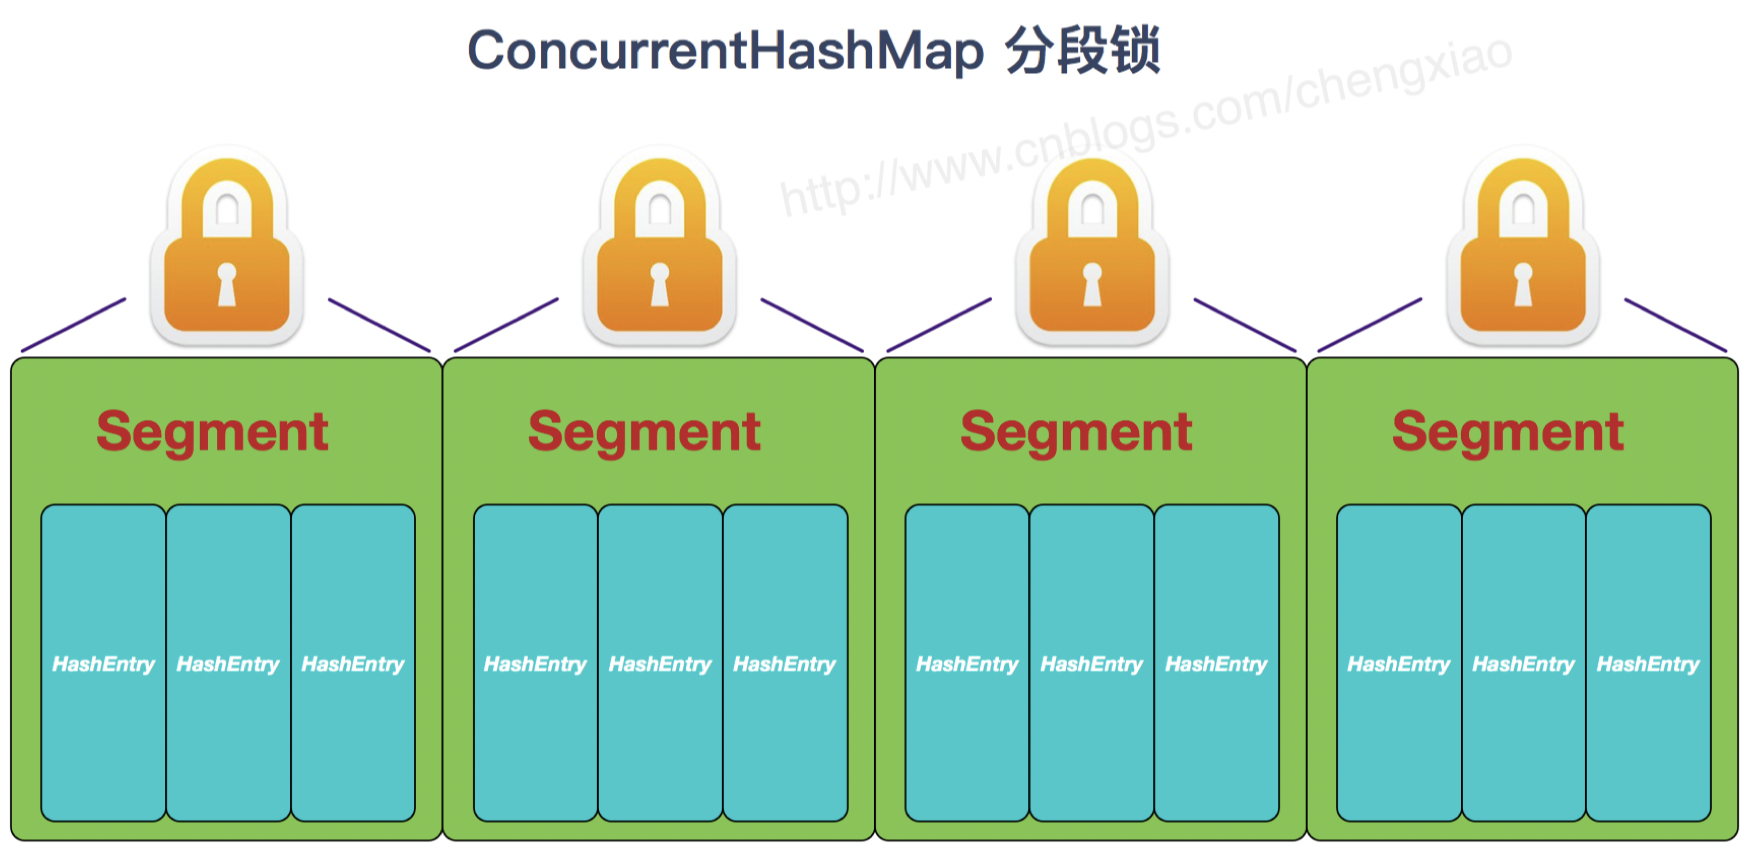 ConcurrentHashMap 分段锁
http://www.cnblogs.com/chengxiao
Segment Segment Segment Segment
HashEntry HashEntry HashEntry HashEntry HashEntry HashEntry HashEntry HashEntry HashEntry HashEntry HashEntry HashEntry